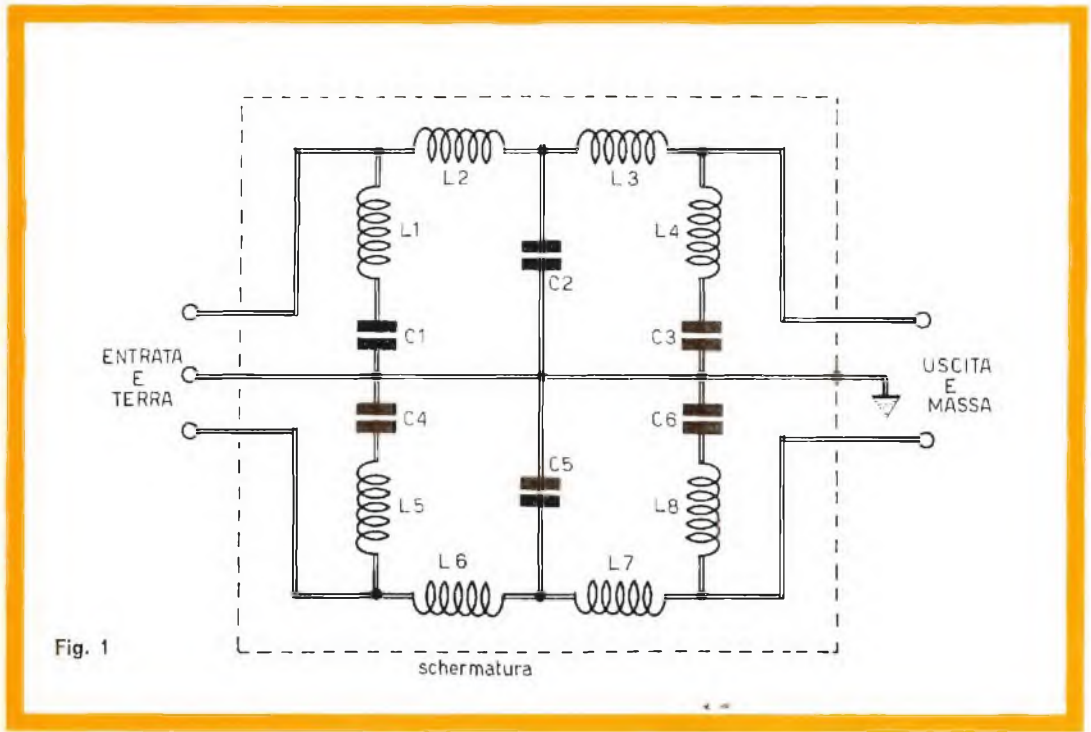 L2
L3
L1
L4
C2
C1
C3
ENTRATA
E
TERRA
USCITA
E
MASSA
C4
C6
C5
L5
L8
L6
L7
Fig. 1
schermatura